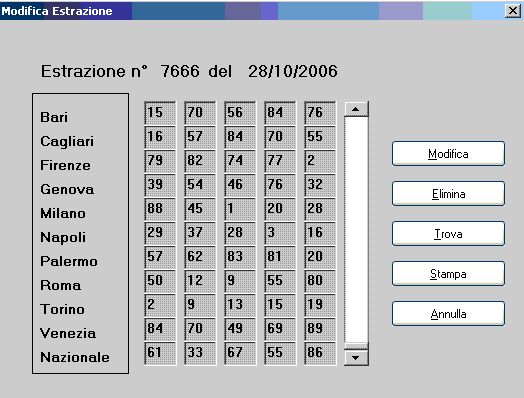 Modifica Estrazione
Estrazione n° 7666 del 28/10/2006
Bari 15 70 56 84 76
Cagliari 16 57 84 70 55
Firenze 79 82 74 77 2
Genova 39 54 46 76 32
Milano 88 45 1 20 28
Napoli 29 37 28 3 16
Palermo 57 62 83 81 20
Roma 50 12 9 55 80
Torino 2 9 13 15 19
Venezia 84 70 49 69 89
Nazionale 61 33 67 55 86
Modifica
Elimina
Trova
Stampa
Annulla